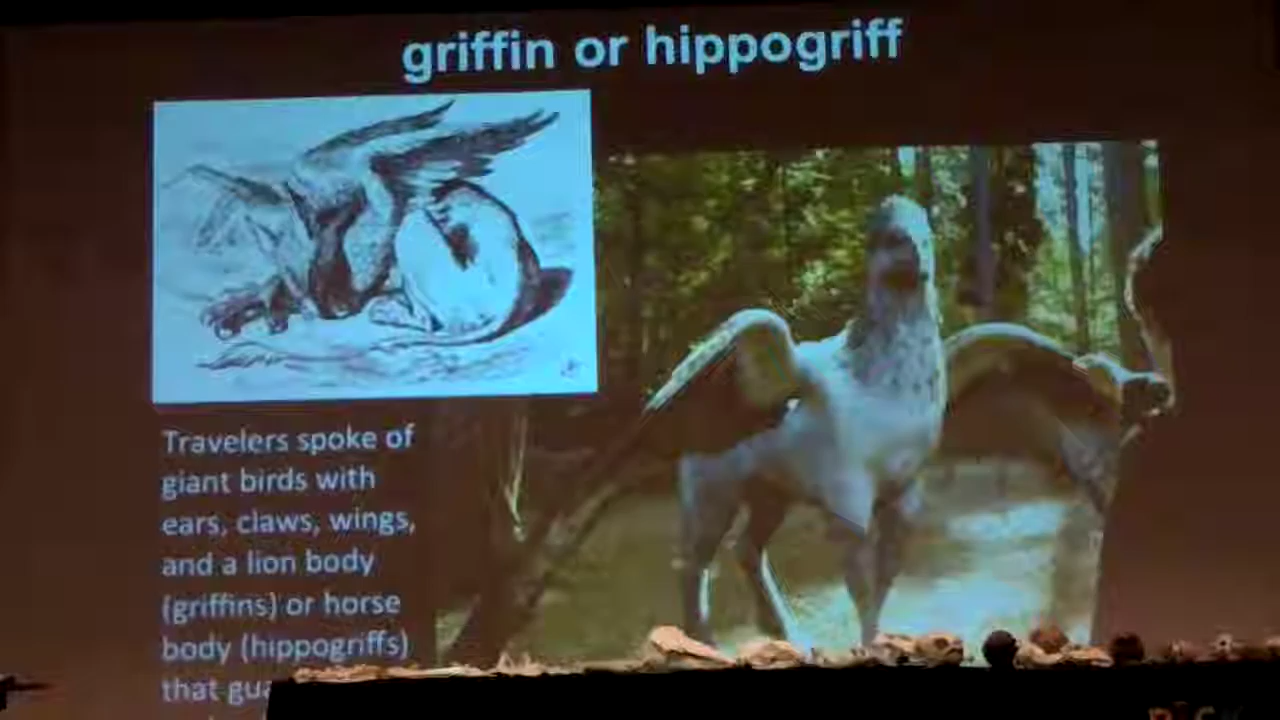 griffin or hippogriff
Travelers spoke of
giant birds with
ears, claws, wings,
and a lion body
(griffins) or horse
body (hippogriffs)
that